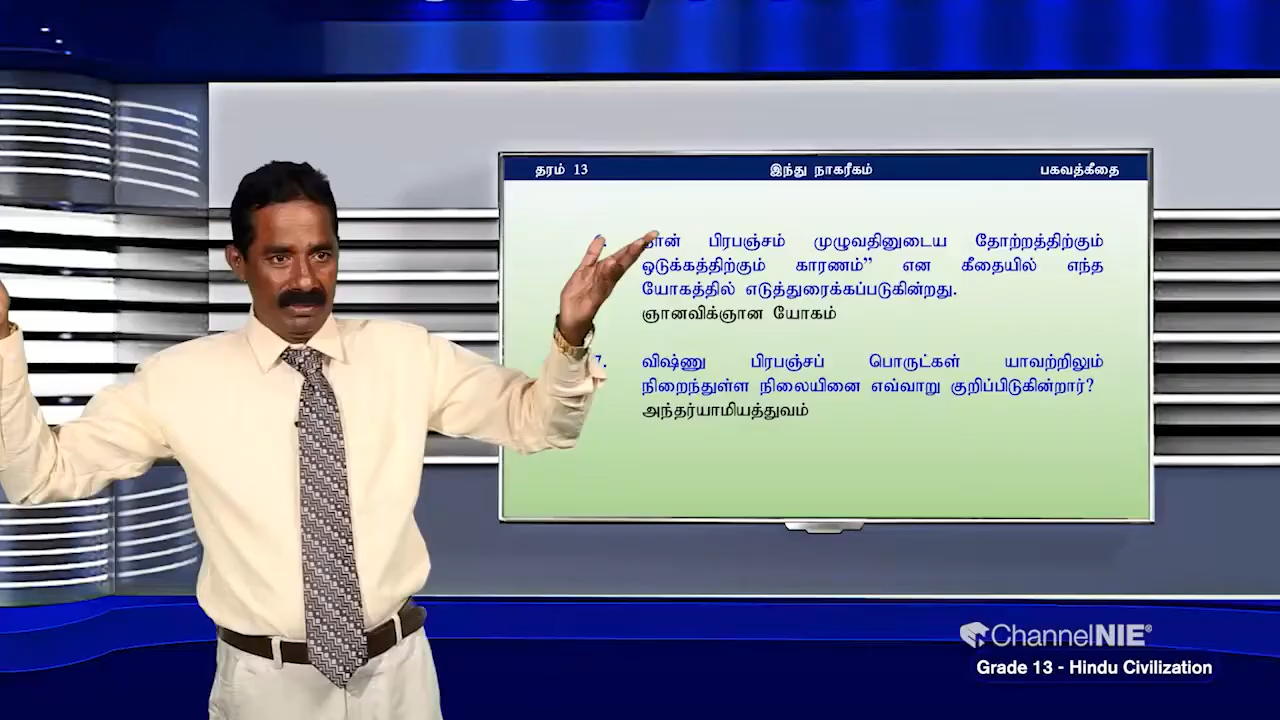 தரம் 13 இந்து நாகரீகம் பகவத்கீதை
பிரபஞ்சம் முழுவதினுடைய தோற்றத்திற்கும்
ஒடுக்கத்திற்கும் காரணம்” என கீதையில் எந்த
யோகத்தில் எடுத்துரைக்கப்படுகின்றது.
ஞானவிக்ஞான யோகம்
7. விஷ்ணு பிரபஞ்சப் பொருட்கள் யாவற்றிலும்
நிறைந்துள்ள நிலையினை எவ்வாறு குறிப்பிடுகின்றார்?
அந்தர்யாமியத்துவம்
ChannelNIE®
Grade 13 - Hindu Civilization